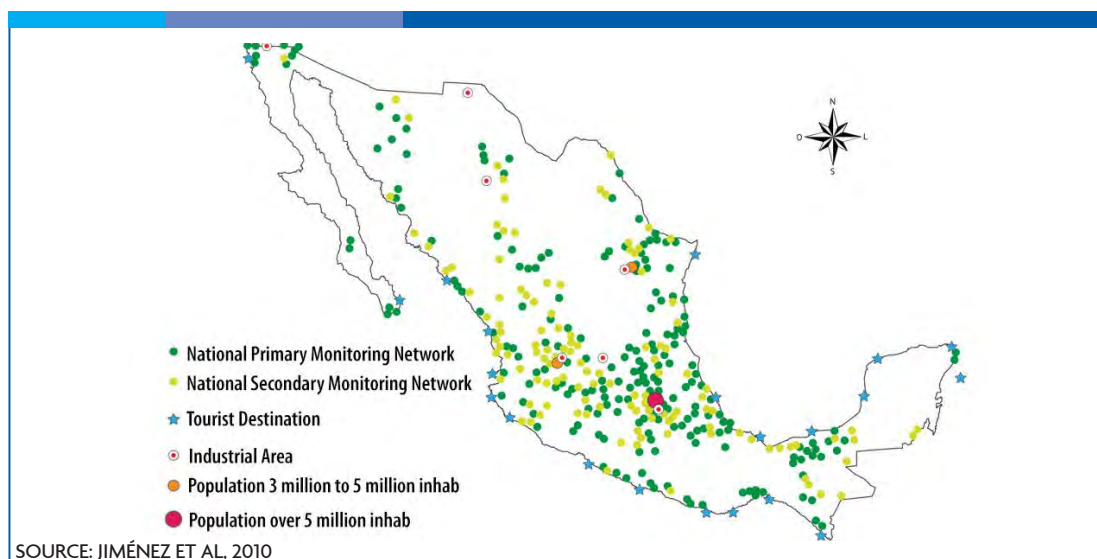 N
O L
S
National Primary Monitoring Network
National Secondary Monitoring Network
Tourist Destination
Industrial Area
Population 3 million to 5 million inhab
Population over 5 million inhab
SOURCE: JIMÉNEZ ET AL, 2010